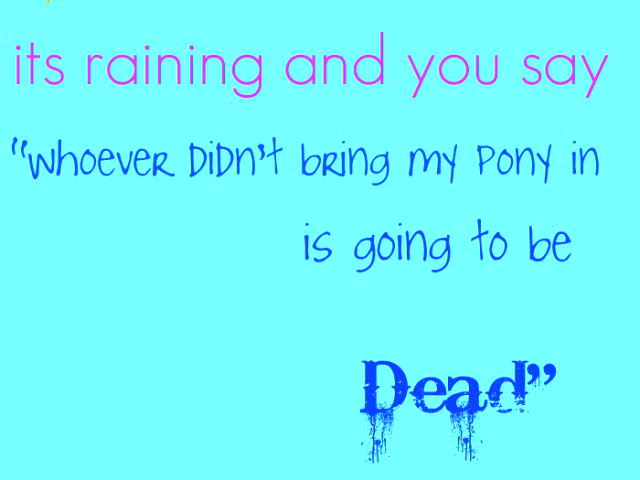 its raining and you say
"Whoever DiDn't bring my Pony in
is going to be
Dead"